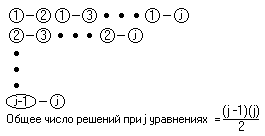 1-2 1-3 • • • 1-j
2-3 • • • 2-j
•
•
•
j-1-j
Общее число решений при j уравнениях = (j-1)(j)/2